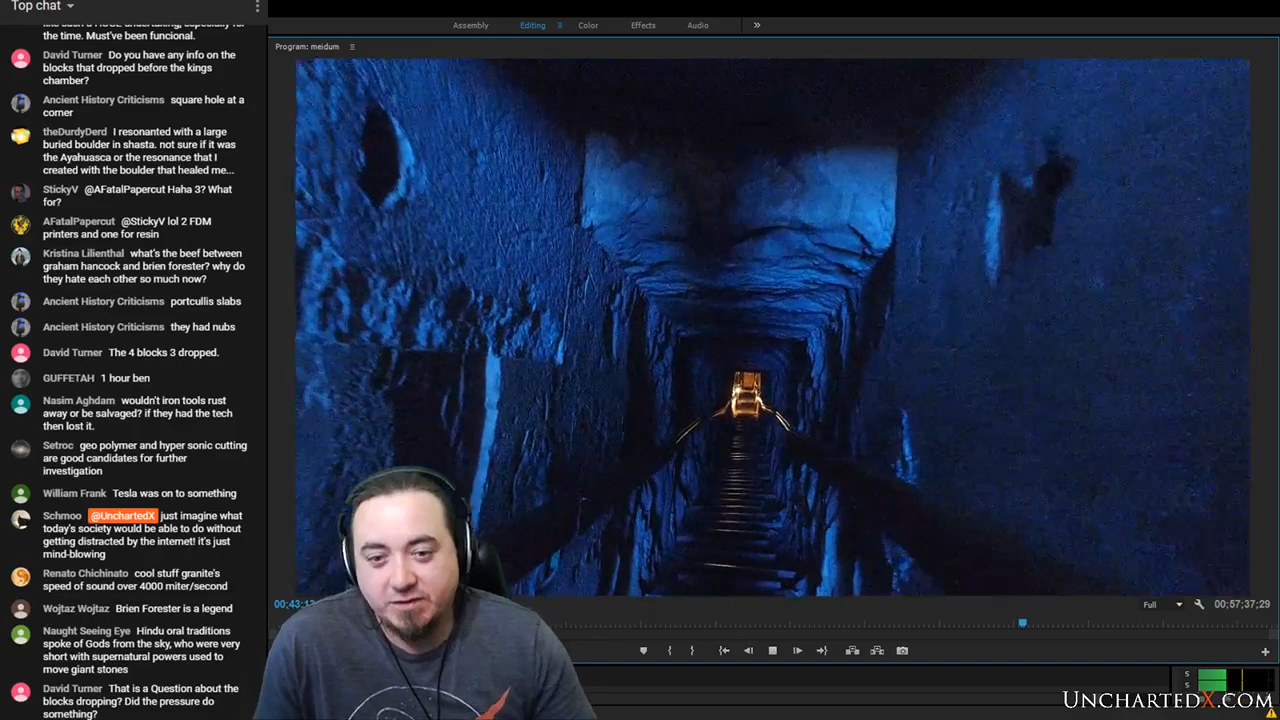 Top chat
the time. Must've been funcional.
David Turner Do you have any info on the
blocks that dropped before the kings
chamber?
Ancient History Criticisms square hole at a
corner
theDurdyDerd I resonanted with a large
buried boulder in shasta. not sure if it was
the Ayahuasca or the resonance that I
created with the boulder that healed me...
StickyV @AFatalPapercut Haha 3? What
for?
AFatalPapercut @StickyV lol 2 FDM
printers and one for resin
Kristina Lilienthal what's the beef between
graham hancock and brien forester? why do
they hate each other so much now?
Ancient History Criticisms portcullis slabs
Ancient History Criticisms they had nubs
David Turner The 4 blocks 3 dropped.
GUFFETAH 1 hour ben
Nasim Aghdam wouldn't iron tools rust
away or be salvaged? if they had the tech
then lost it.
Setroc geo polymer and hyper sonic cutting
are good candidates for further
investigation
William Frank Tesla was on to something
Schmoo @UnchartedX just imagine what
today's society would be able to do without
getting distracted by the internet! it's just
mind-blowing
Renato Chichinato cool stuff granite's
speed of sound over 4000 miter/second
Wojtaz Wojtaz Brien Forester is a legend
Naught Seeing Eye Hindu oral traditions
spoke of Gods from the sky, who were very
short with supernatural powers used to
move giant stones
David Turner That is a Question about the
blocks dropping? Did the pressure do
something?
Assembly Editing Color Effects Audio
Program: meidum
Full 00;57;37;29
S
S
UNCHARTEDX.COM